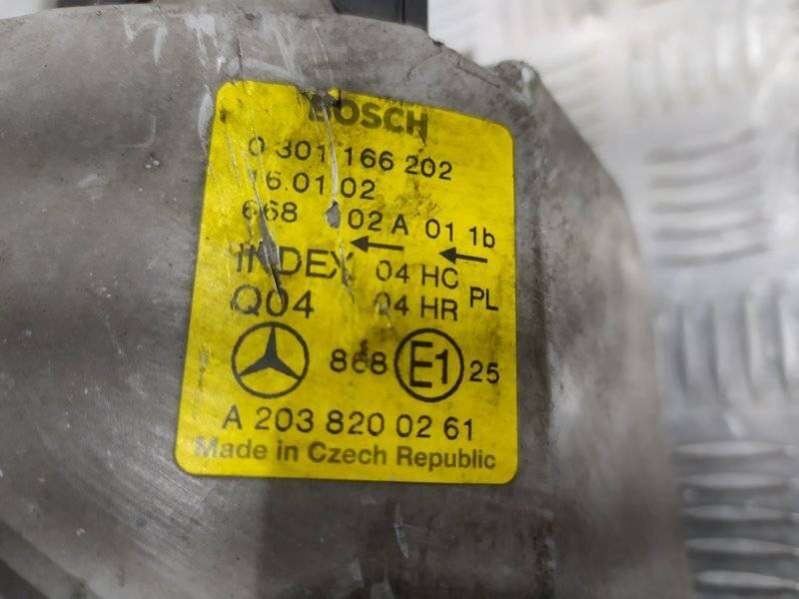 BOSCH
0 301 166 202
16.01.02
668 02 A 01 1b
INDEX 04 HC PL
Q04 04 HR
868 E1 25
A 203 820 02 61
Made in Czech Republic